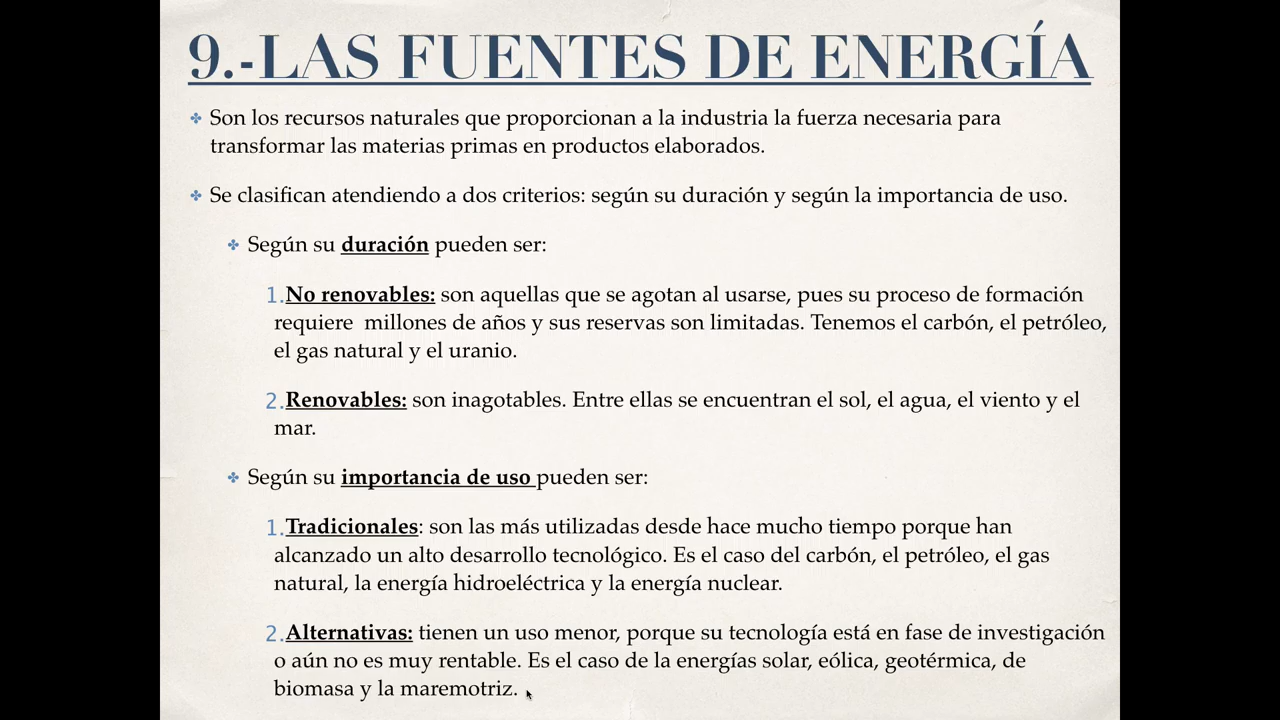 9.-LAS FUENTES DE ENERGÍA
Son los recursos naturales que proporcionan a la industria la fuerza necesaria para
transformar las materias primas en productos elaborados.
Se clasifican atendiendo a dos criterios: según su duración y según la importancia de uso.
Según su duración pueden ser:
1.No renovables: son aquellas que se agotan al usarse, pues su proceso de formación
requiere millones de años y sus reservas son limitadas. Tenemos el carbón, el petróleo,
el gas natural y el uranio.
2.Renovables: son inagotables. Entre ellas se encuentran el sol, el agua, el viento y el
mar.
Según su importancia de uso pueden ser:
1.Tradicionales: son las más utilizadas desde hace mucho tiempo porque han
alcanzado un alto desarrollo tecnológico. Es el caso del carbón, el petróleo, el gas
natural, la energía hidroeléctrica y la energía nuclear.
2.Alternativas: tienen un uso menor, porque su tecnología está en fase de investigación
o aún no es muy rentable. Es el caso de la energías solar, eólica, geotérmica, de
biomasa y la maremotriz.